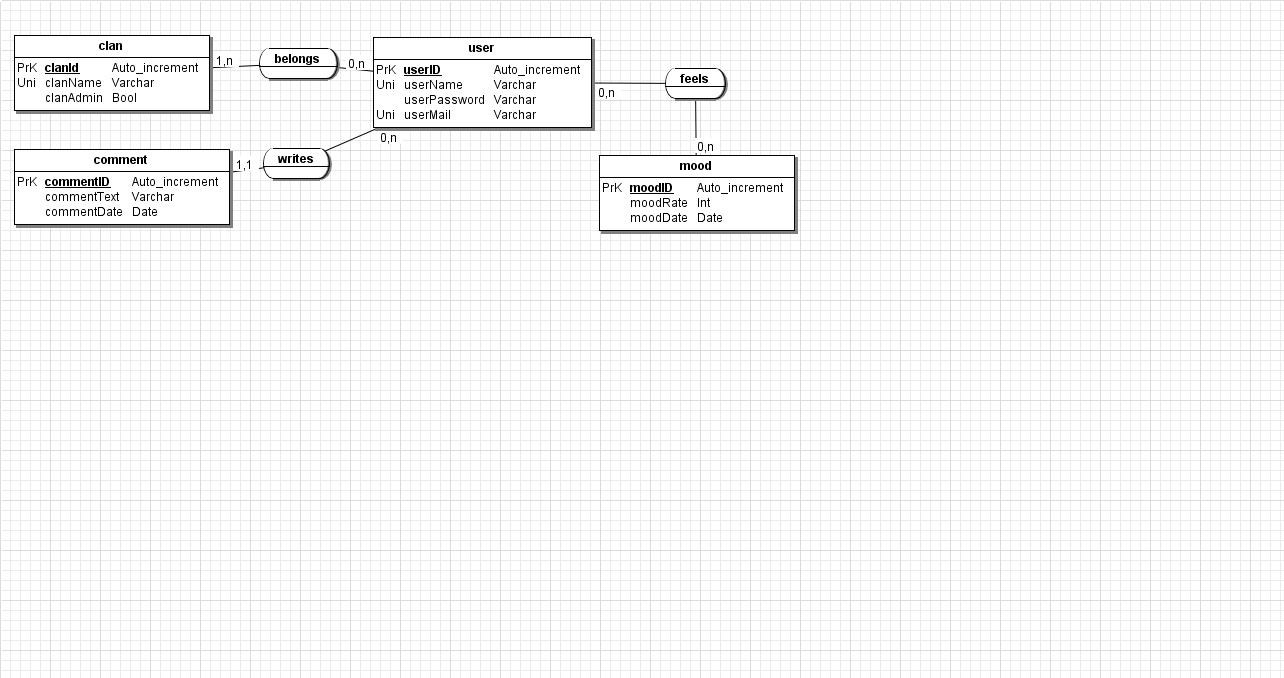 clan
PrK clanId Auto_increment
Uni clanName Varchar
clanAdmin Bool
1,n
belongs
0,n
user
PrK userID Auto_increment
Uni userName Varchar
userPassword Varchar
Uni userMail Varchar
0,n
feels
0,n
comment
PrK commentID Auto_increment
commentText Varchar
commentDate Date
1,1
writes
0,n
mood
PrK moodID Auto_increment
moodRate Int
moodDate Date